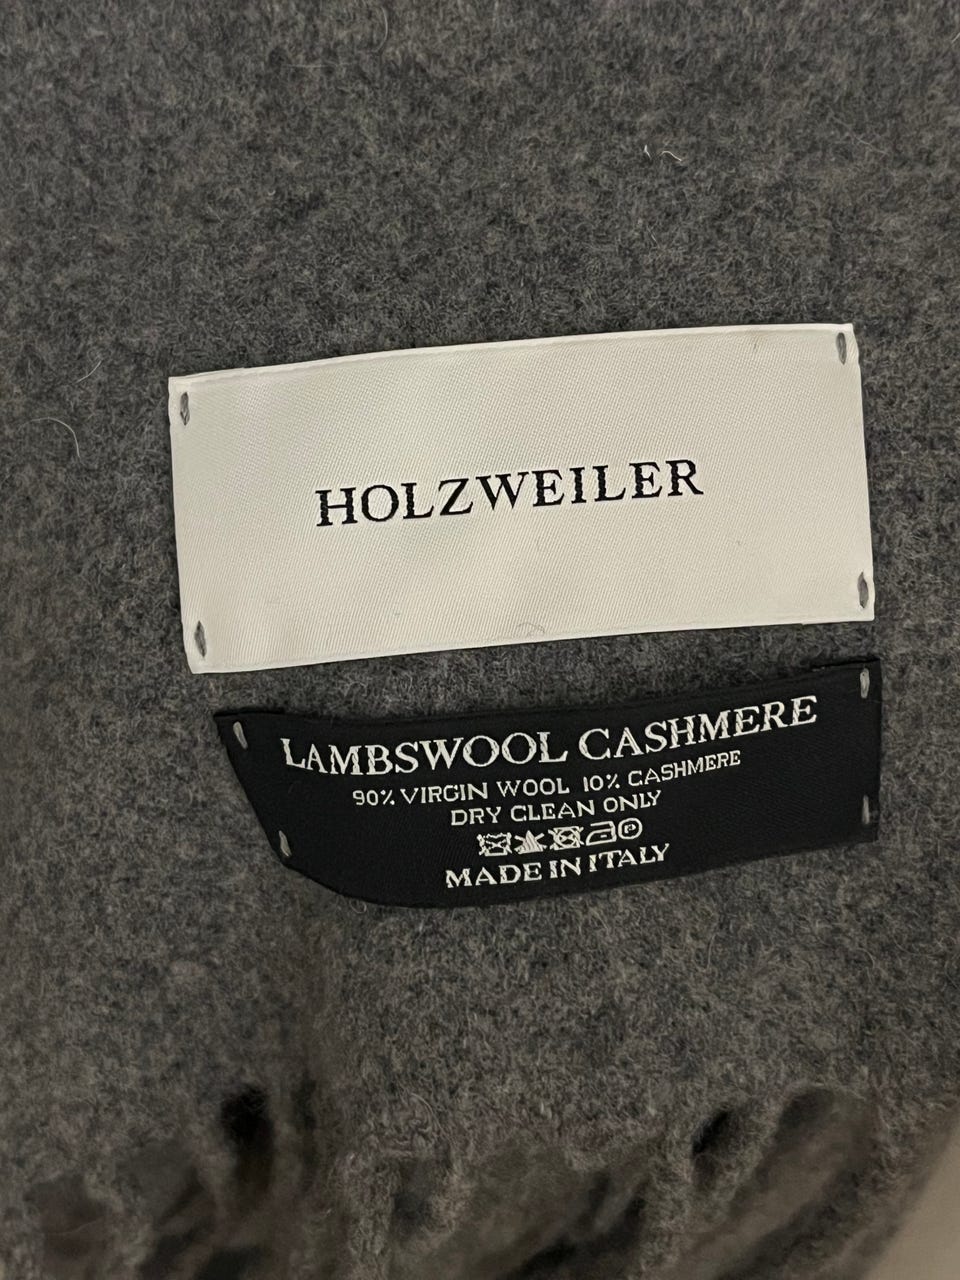 HOLZWEILER
LAMBSWOOL CASHMERE
90% VIRGIN WOOL 10% CASHMERE
DRY CLEAN ONLY
P
MADE IN ITALY